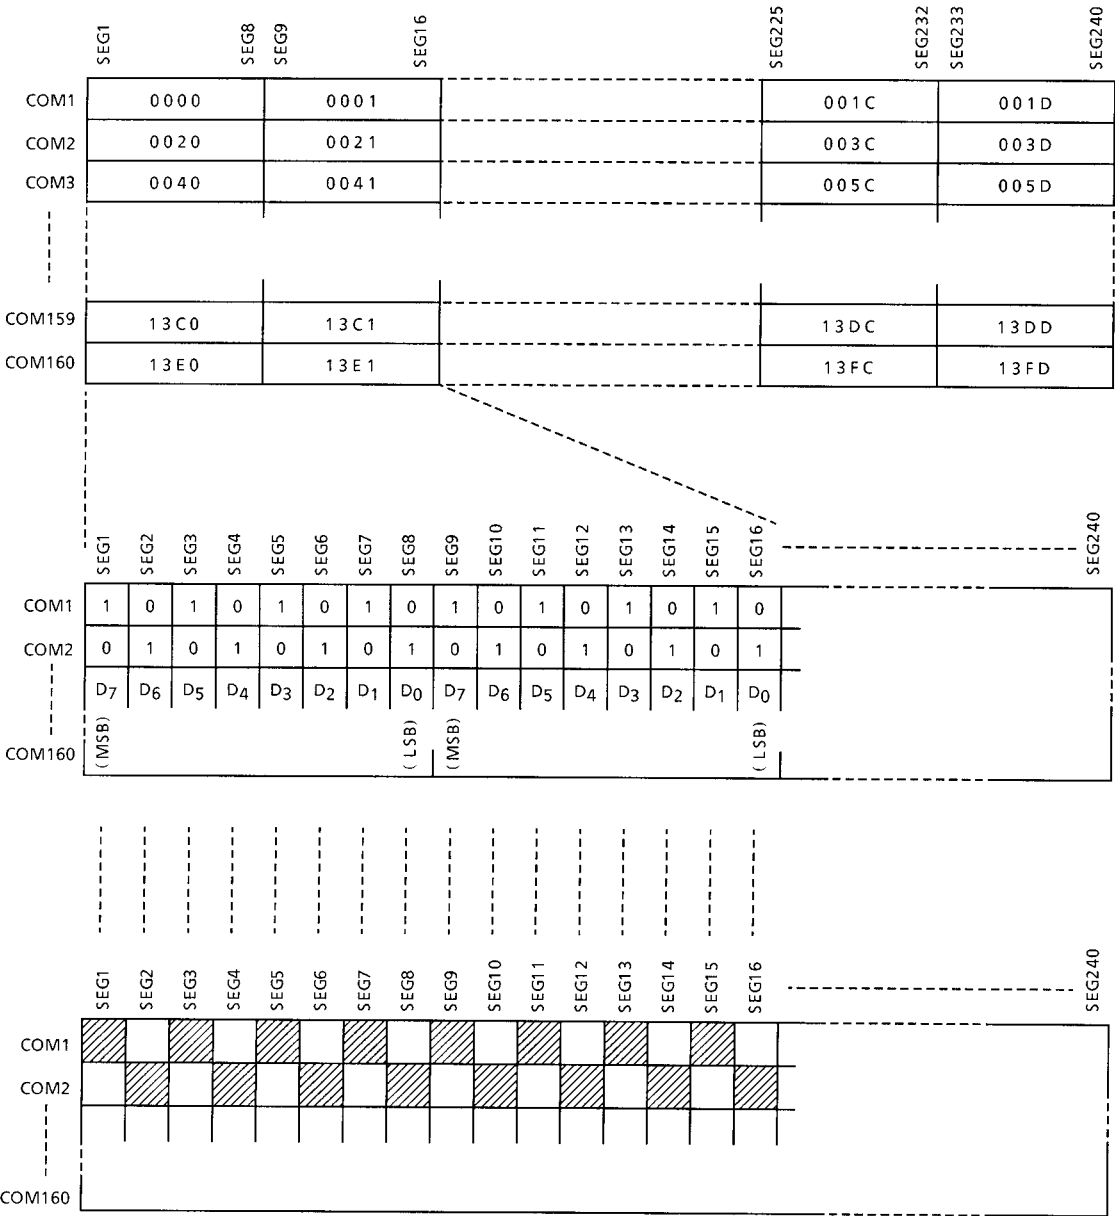 SEG1 SEG8 SEG9 SEG16 SEG225 SEG232 SEG233 SEG240
COM1 0000 0001 001C 001D
COM2 0020 0021 003C 003D
COM3 0040 0041 005C 005D
COM159 13C0 13C1 13DC 13DD
COM160 13E0 13E1 13FC 13FD
SEG1 SEG2 SEG3 SEG4 SEG5 SEG6 SEG7 SEG8 SEG9 SEG10 SEG11 SEG12 SEG13 SEG14 SEG15 SEG16 SEG240
COM1 1 0 1 0 1 0 1 0 1 0 1 0 1 0 1 0
COM2 0 1 0 1 0 1 0 1 0 1 0 1 0 1 0 1
D7 D6 D5 D4 D3 D2 D1 D0 D7 D6 D5 D4 D3 D2 D1 D0
COM160 (MSB) (LSB) (MSB) (LSB)
SEG1 SEG2 SEG3 SEG4 SEG5 SEG6 SEG7 SEG8 SEG9 SEG10 SEG11 SEG12 SEG13 SEG14 SEG15 SEG16 SEG240
COM1
COM2
COM160